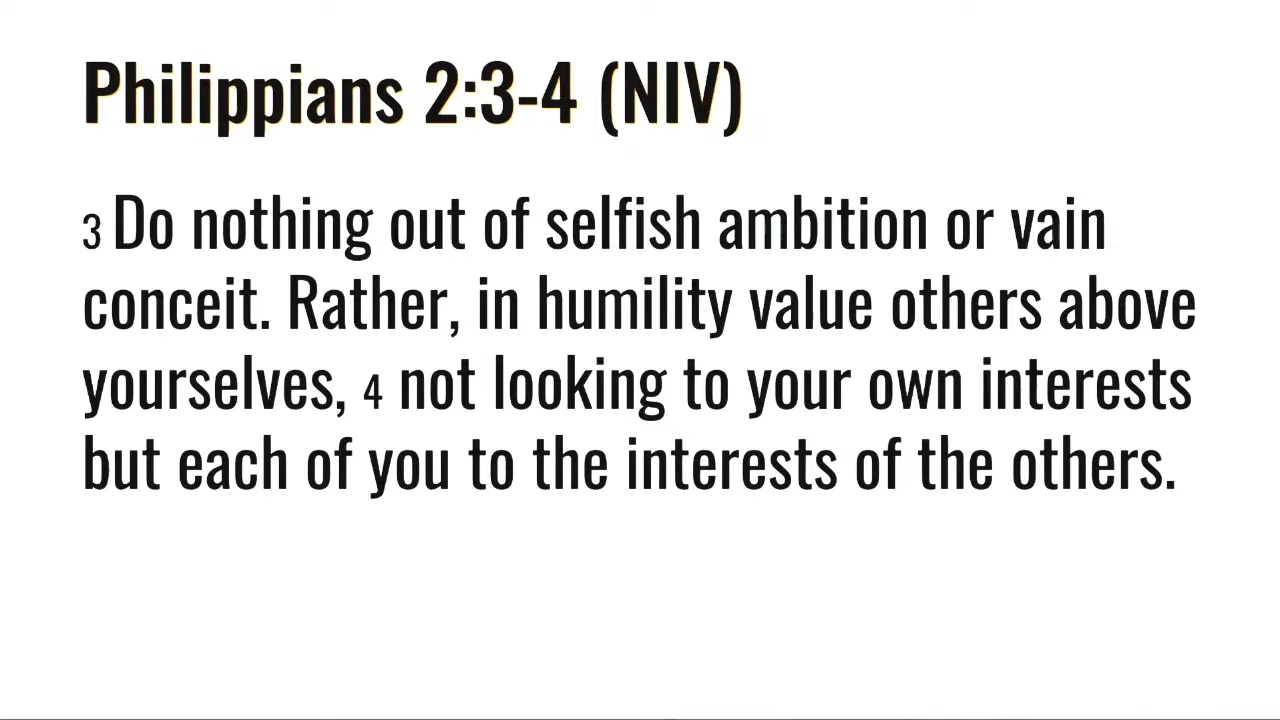 Philippians 2:3-4 (NIV)
3 Do nothing out of selfish ambition or vain
conceit. Rather, in humility value others above
yourselves, 4 not looking to your own interests
but each of you to the interests of the others.